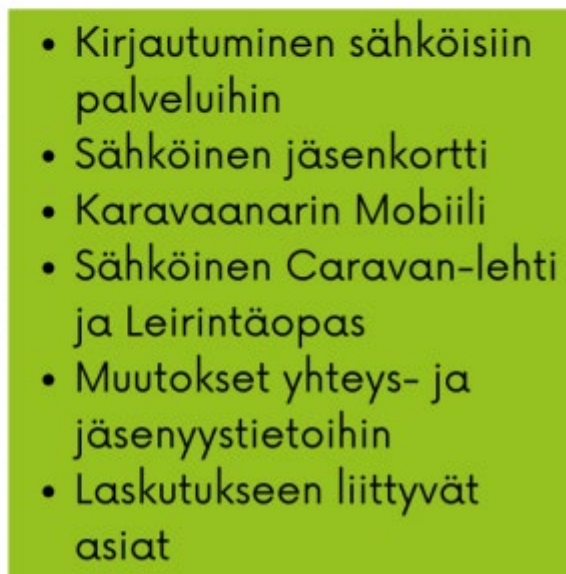 • Kirjautuminen sähköisiin
palveluihin
• Sähköinen jäsenkortti
• Karavaanarin Mobiili
• Sähköinen Caravan-lehti
ja Leirintäopas
• Muutokset yhteys- ja
jäsenyystietoihin
• Laskutukseen liittyvät
asiat